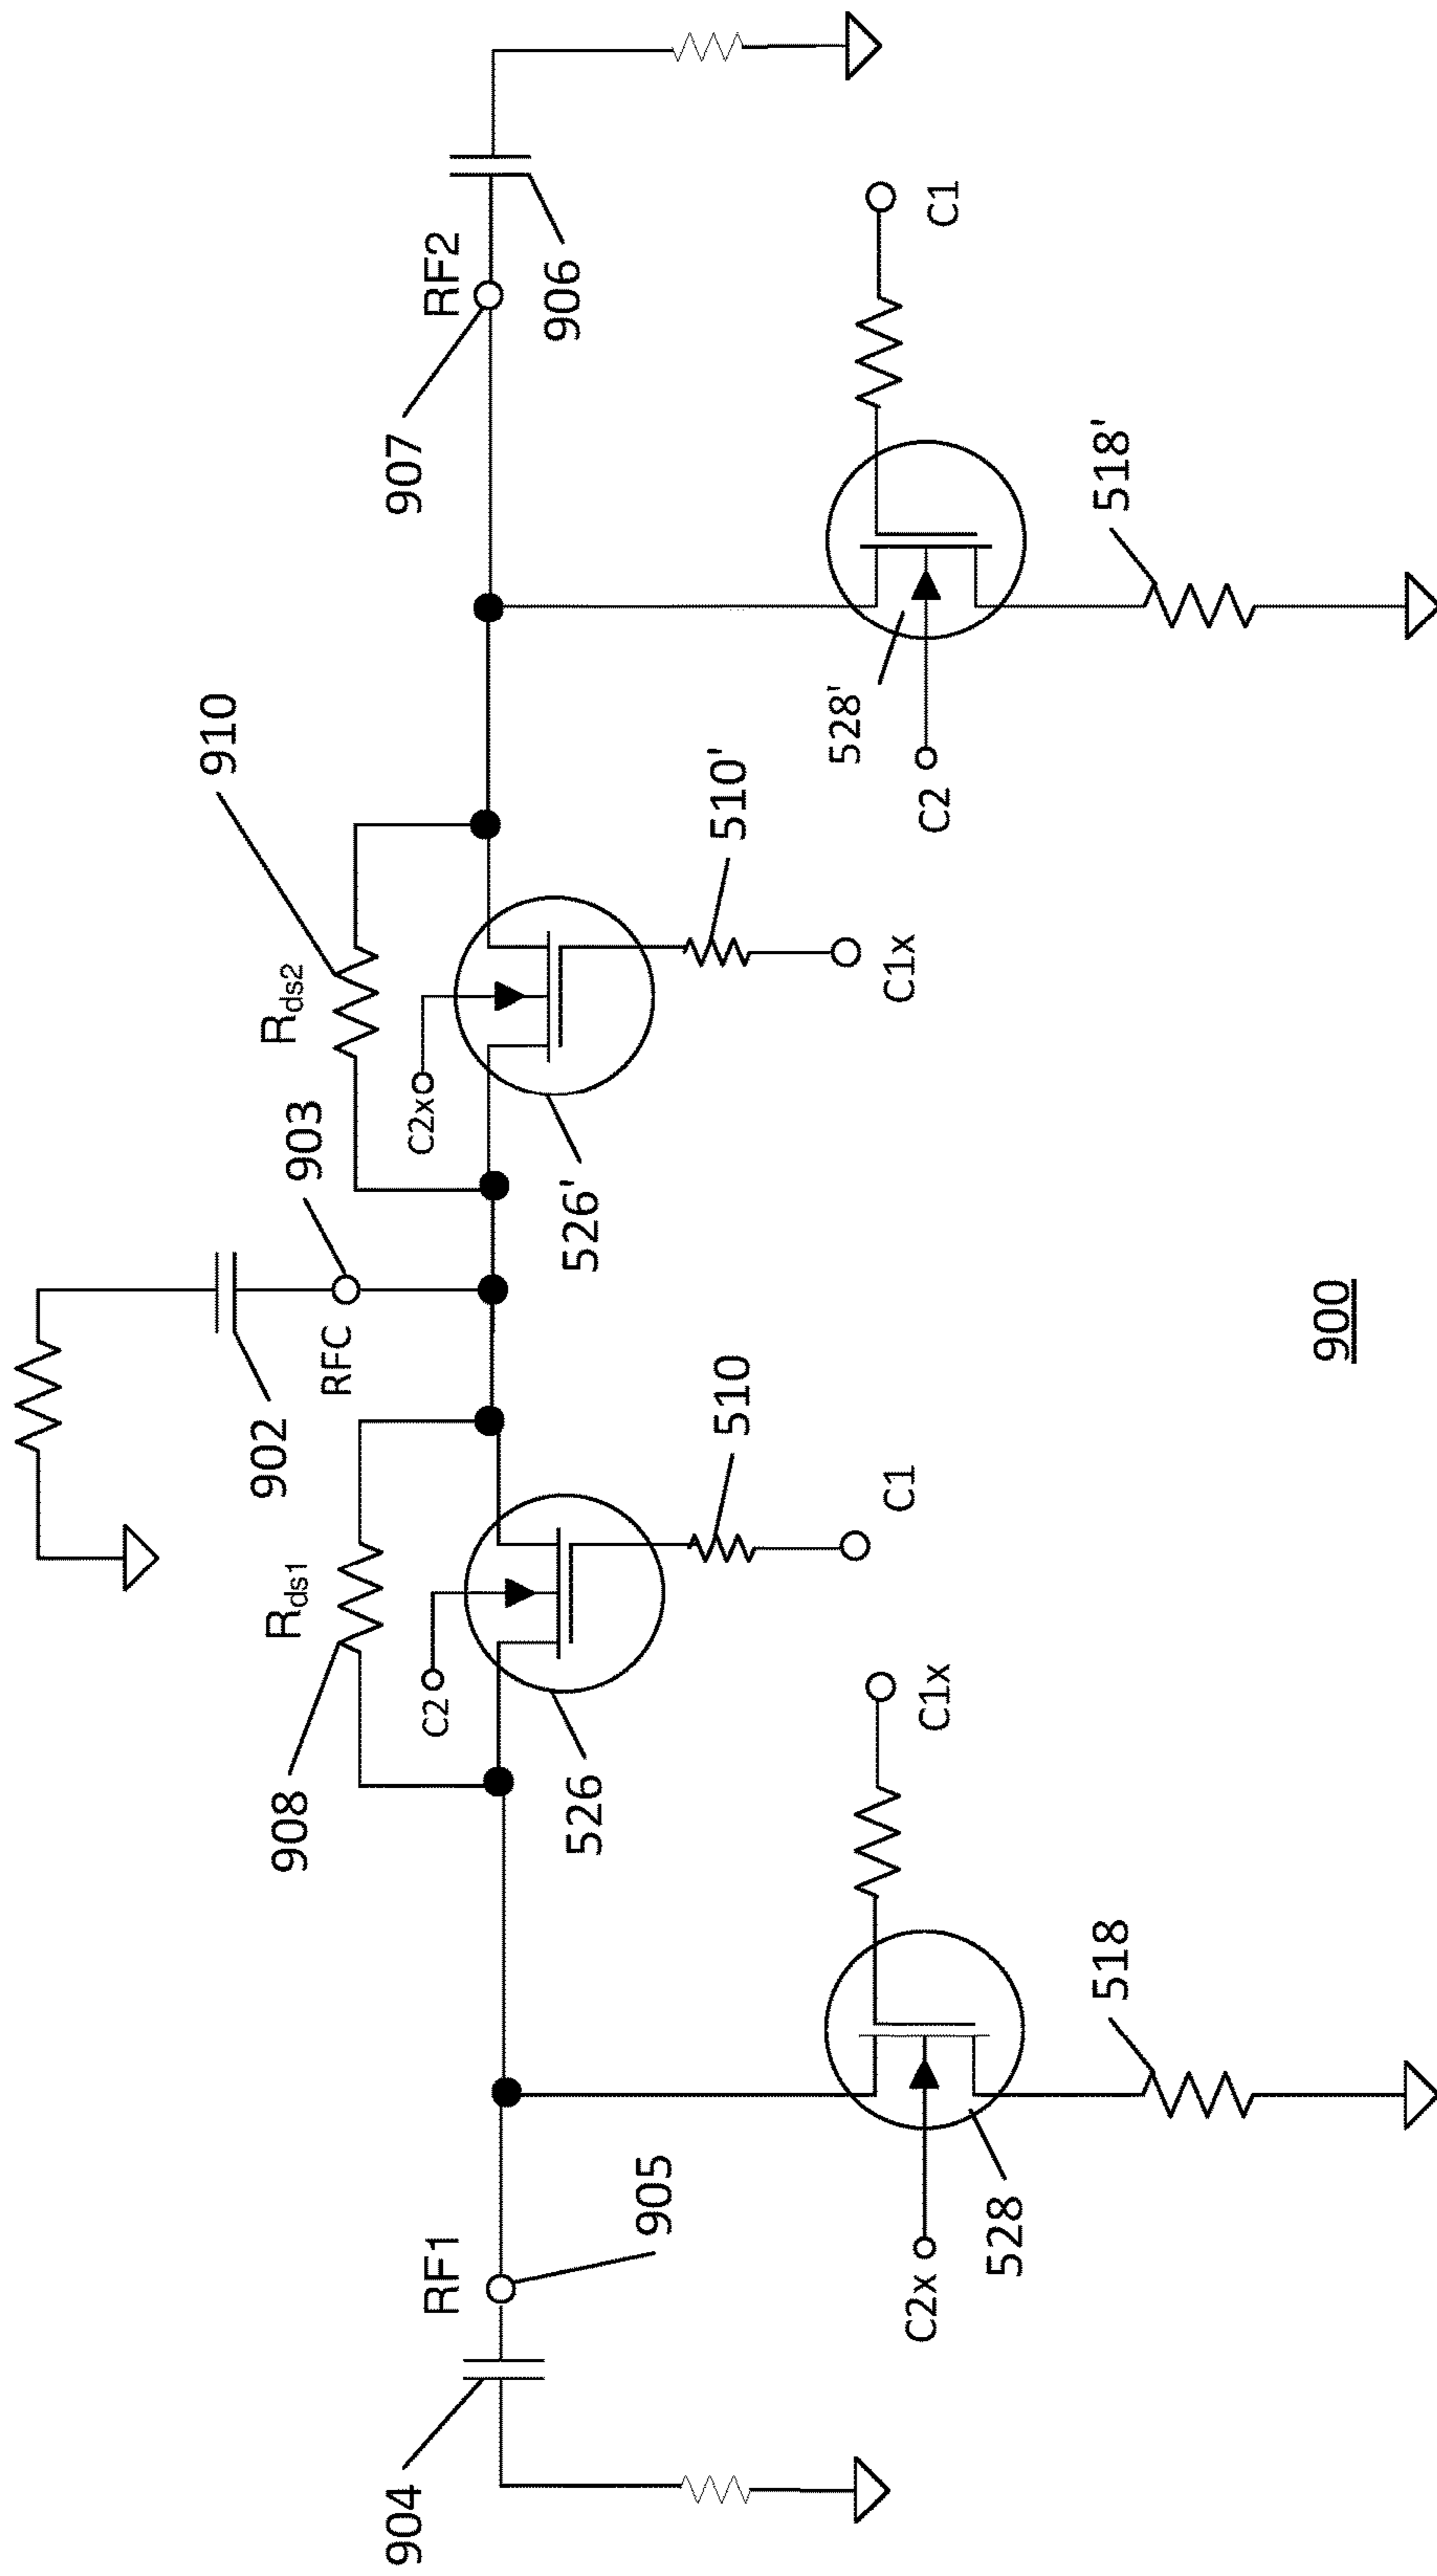 902
903
RFC
Rds1
908
Rds2
910
RF1
904
905
C2
526
510
C1
C2x
526'
510'
C1x
RF2
907
906
C2x
528
C1x
518
C2
528'
C1
518'
900